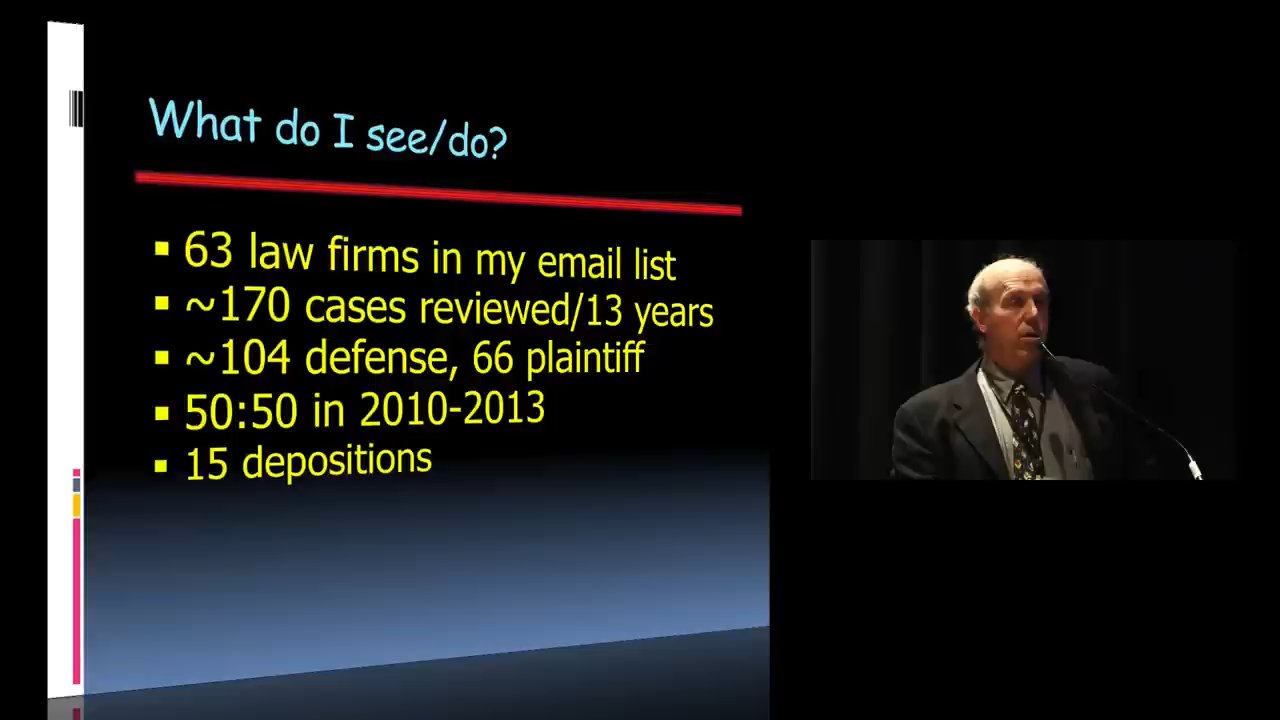 What do I see/do?
63 law firms in my email list
~170 cases reviewed/13 years
~104 defense, 66 plaintiff
50:50 in 2010-2013
15 depositions